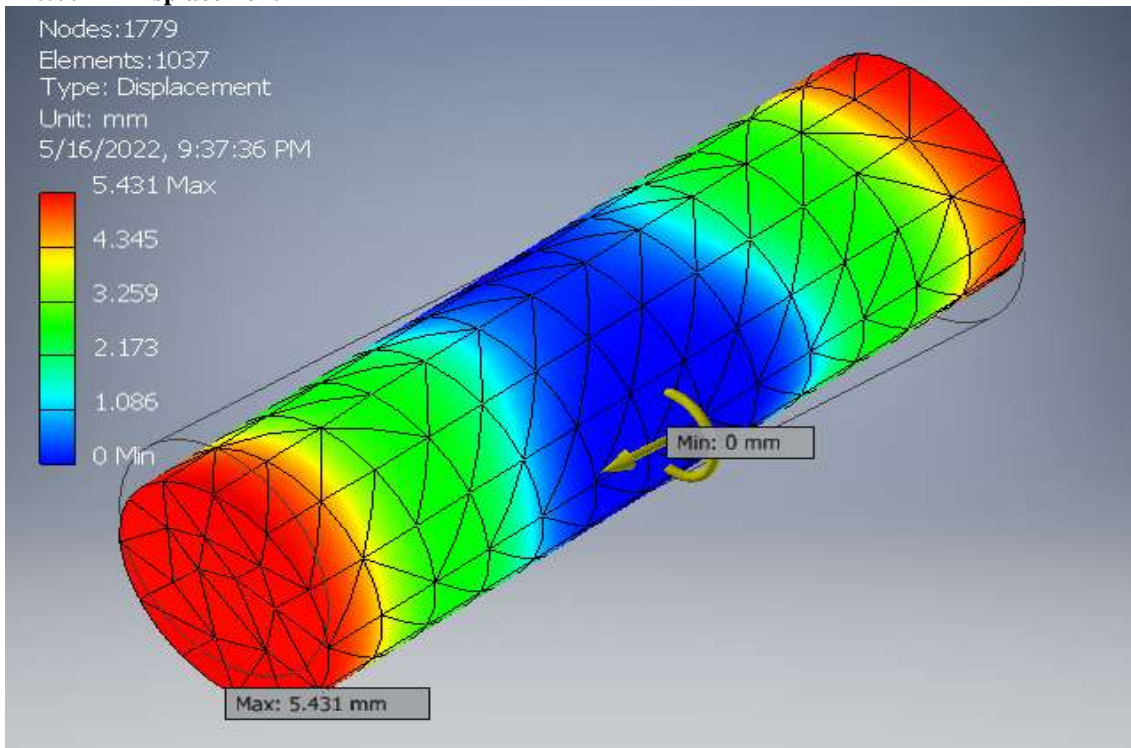 Nodes:1779
Elements:1037
Type: Displacement
Unit: mm
5/16/2022, 9:37:36 PM
5.431 Max
4.345
3.259
2.173
1.086
0 Min
Min: 0 mm
Max: 5.431 mm